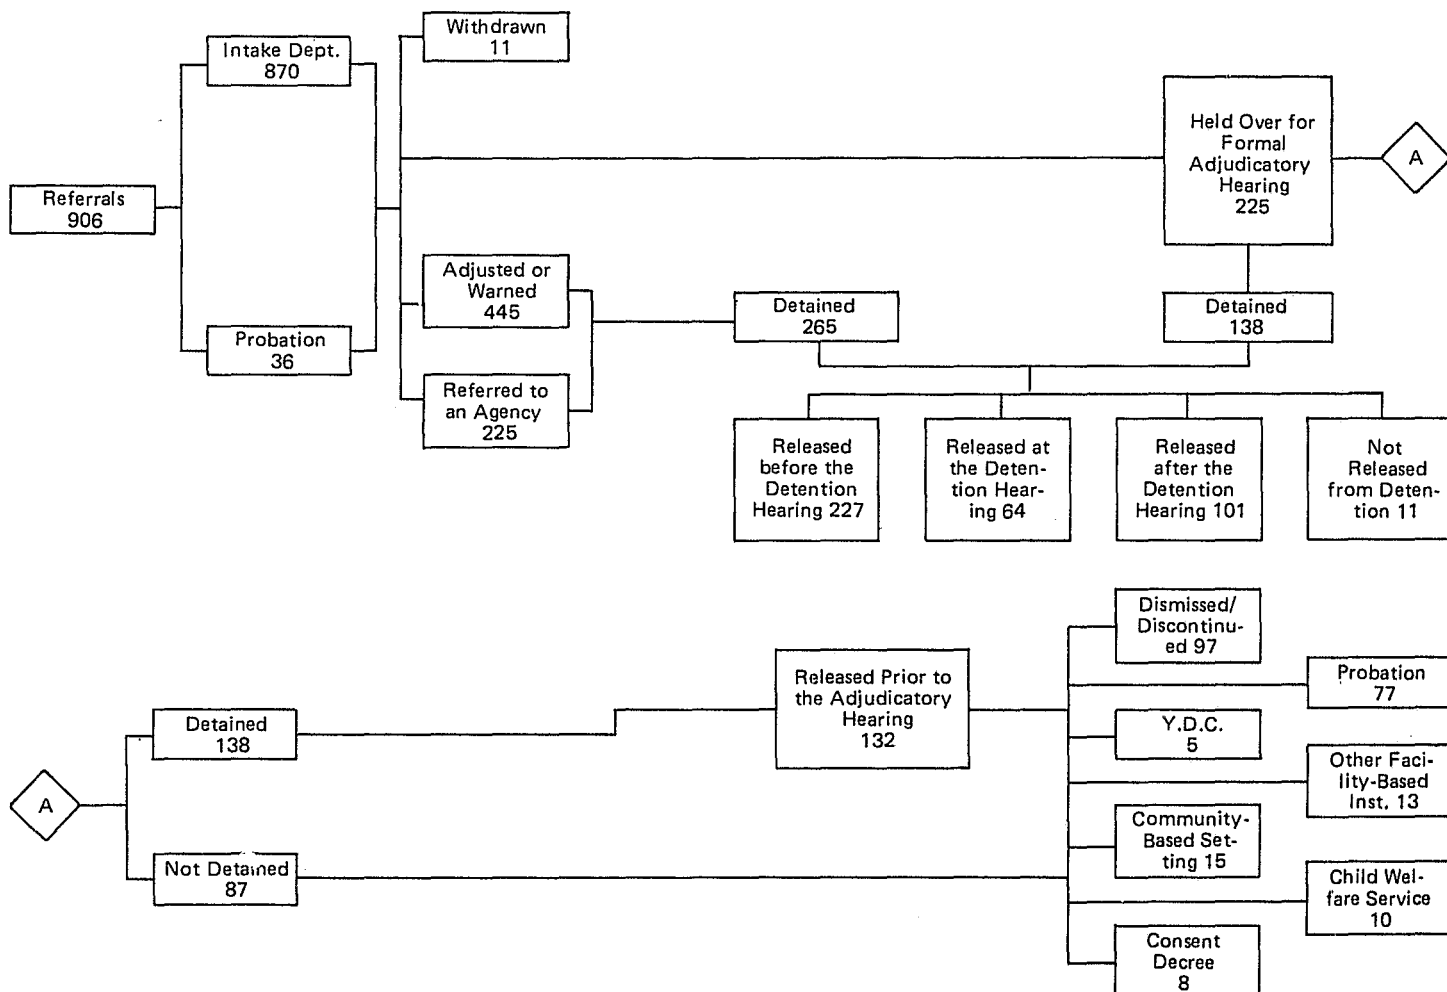 Withdrawn
11
Intake Dept.
870
Held Over for
Formal
Adjudicatory
Hearing
225
A
Referrals
906
Adjusted or
Warned
445
Detained
265
Detained
138
Probation
36
Referred to
an Agency
225
Released
before the
Detention
Hearing 227
Released at
the Deten-
tion Hear-
ing 64
Released
after the
Detention
Hearing 101
Not
Released
from Deten-
tion 11
Dismissed/
Discontinu-
ed 97
Released Prior to
the Adjudicatory
Hearing
132
Probation
77
Detained
138
Y.D.C.
5
Other Faci-
lity-Based
Inst. 13
A
Community-
Based Set-
ting 15
Not Detained
87
Child Wel-
fare Service
10
Consent
Decree
8